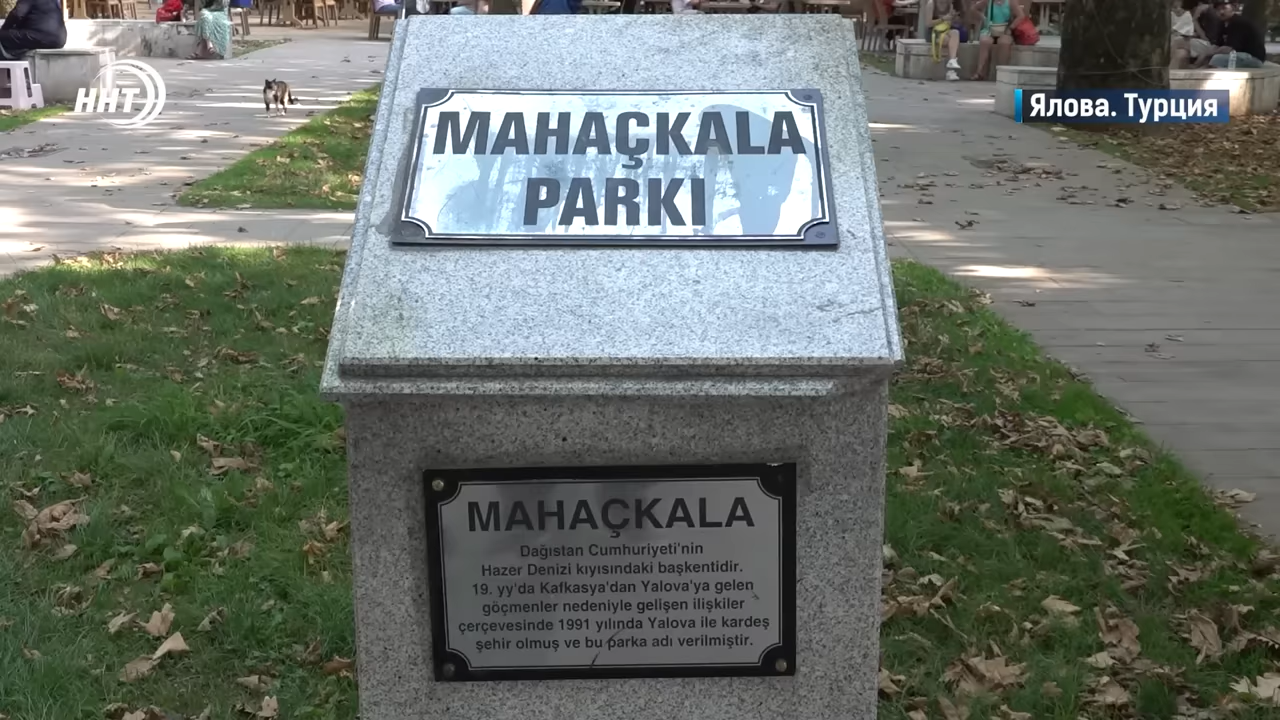 ННТ
Ялова. Турция
MAHAÇKALA
PARKI
MAHAÇKALA
Dağıstan Cumhuriyeti'nin
Hazer Denizi kıyısındaki başkentidir.
19. yy'da Kafkasya'dan Yalova'ya gelen
göçmenler nedeniyle gelişen ilişkiler
çerçevesinde 1991 yılında Yalova ile kardeş
şehir olmuş ve bu parka adı verilmiştir.